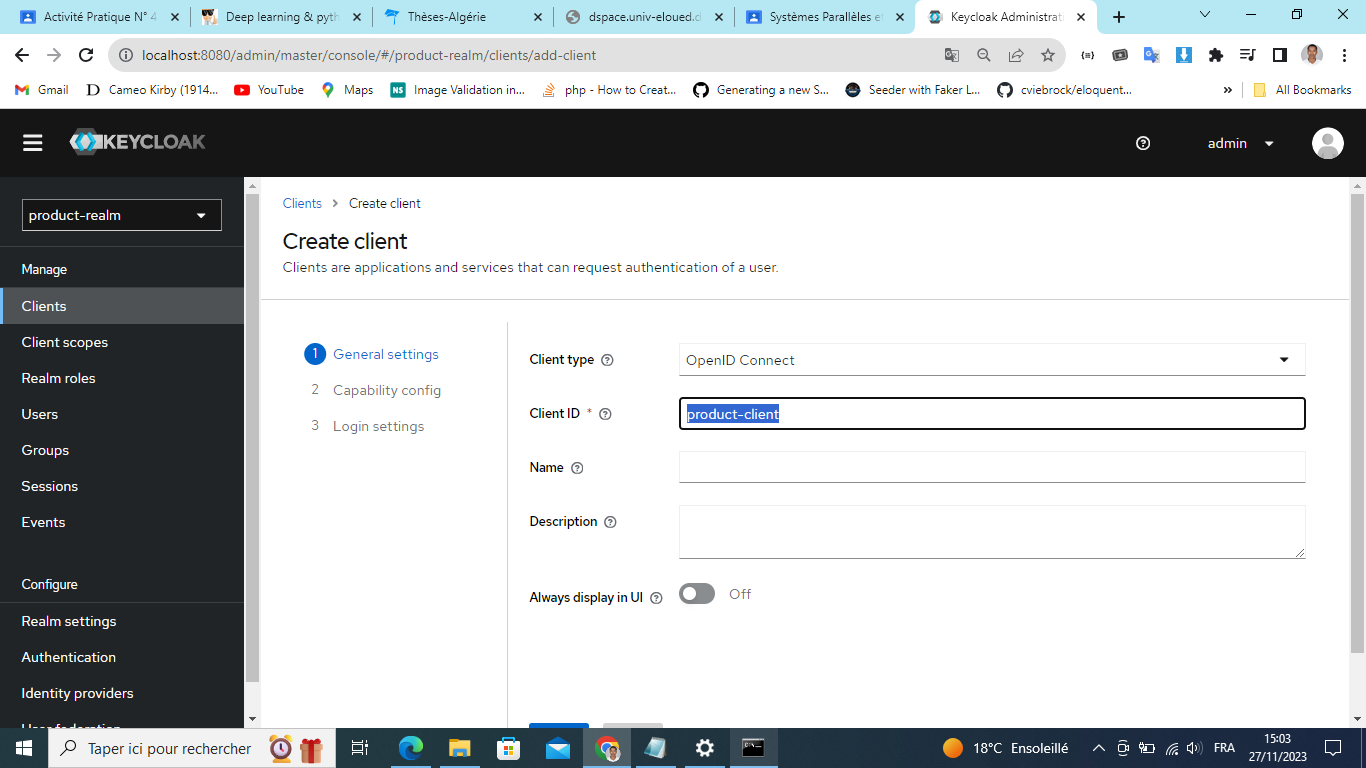 Activité Pratique N° 4
Deep learning & pyth
Thèses-Algérie
dspace.univ-eloued.d
Systèmes Parallèles et
Keycloak Administrat
localhost:8080/admin/master/console/#/product-realm/clients/add-client
Gmail
Cameo Kirby (1914...
YouTube
Maps
Image Validation in...
php - How to Creat...
Generating a new S...
Seeder with Faker L...
cviebrock/eloquent...
»
All Bookmarks
KEYCLOAK
admin
product-realm
Manage
Clients
Client scopes
Realm roles
Users
Groups
Sessions
Events
Configure
Realm settings
Authentication
Identity providers
User federation
Clients > Create client
Create client
Clients are applications and services that can request authentication of a user.
1 General settings
2 Capability config
3 Login settings
Client type
OpenID Connect
Client ID *
product-client
Name
Description
Always display in UI
Off
Taper ici pour rechercher
18°C Ensoleillé
FRA
15:03
27/11/2023